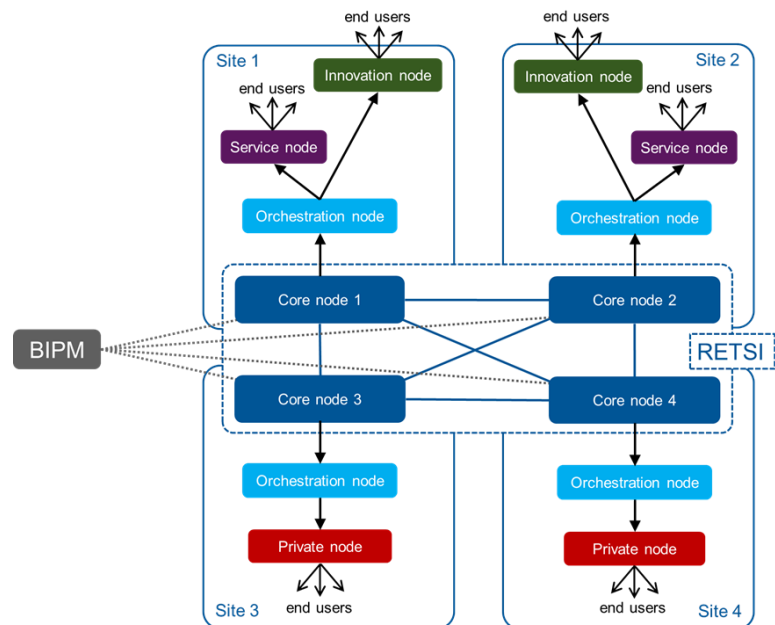 end users
end users
Site 1
Innovation node
Innovation node
Site 2
end users
end users
Service node
Service node
Orchestration node
Orchestration node
Core node 1
Core node 2
BIPM
RETSI
Core node 3
Core node 4
Orchestration node
Orchestration node
Private node
Private node
Site 3
end users
end users
Site 4